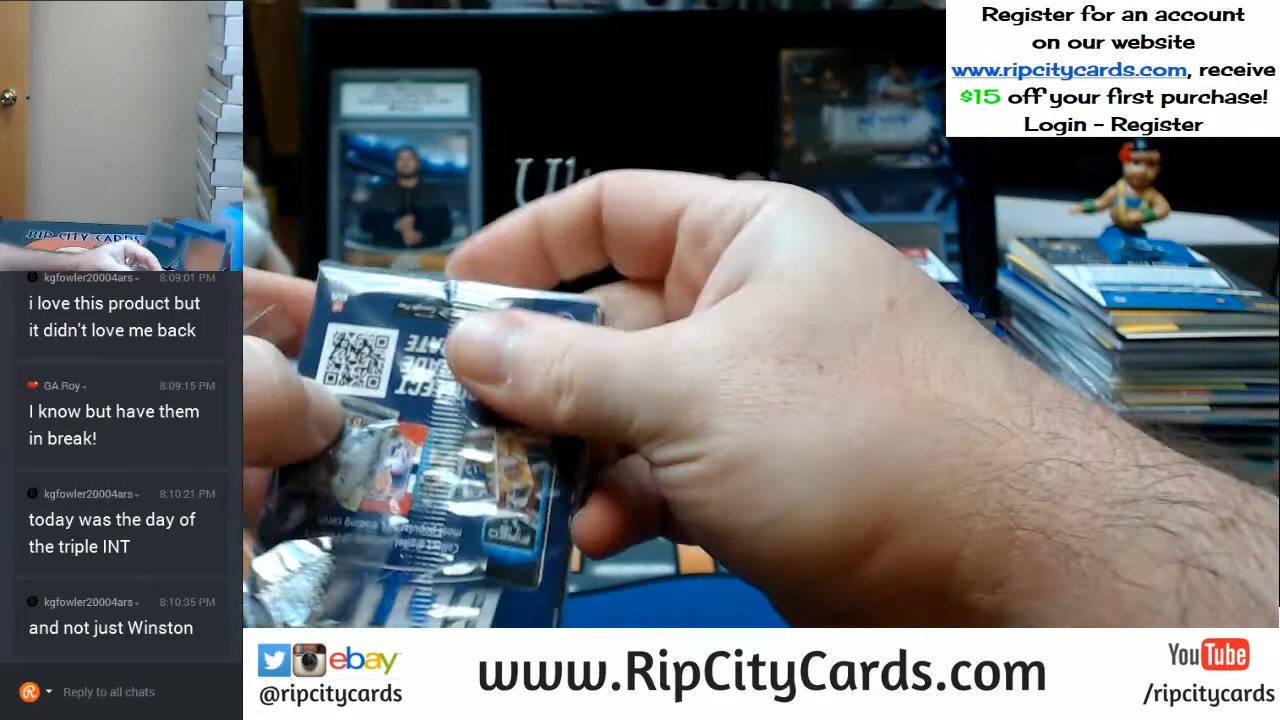 Register for an account
on our website
www.ripcitycards.com, receive
$15 off your first purchase!
Login - Register
RIP CITY CARDS
kgfowler20004ars 8:09:01 PM
i love this product but
it didn't love me back
GA Roy 8:09:15 PM
I know but have them
in break!
kgfowler20004ars 8:10:21 PM
today was the day of
the triple INT
kgfowler20004ars 8:10:35 PM
and not just Winston
Reply to all chats
ebay
@ripcitycards
www.RipCityCards.com
YouTube
/ripcitycards